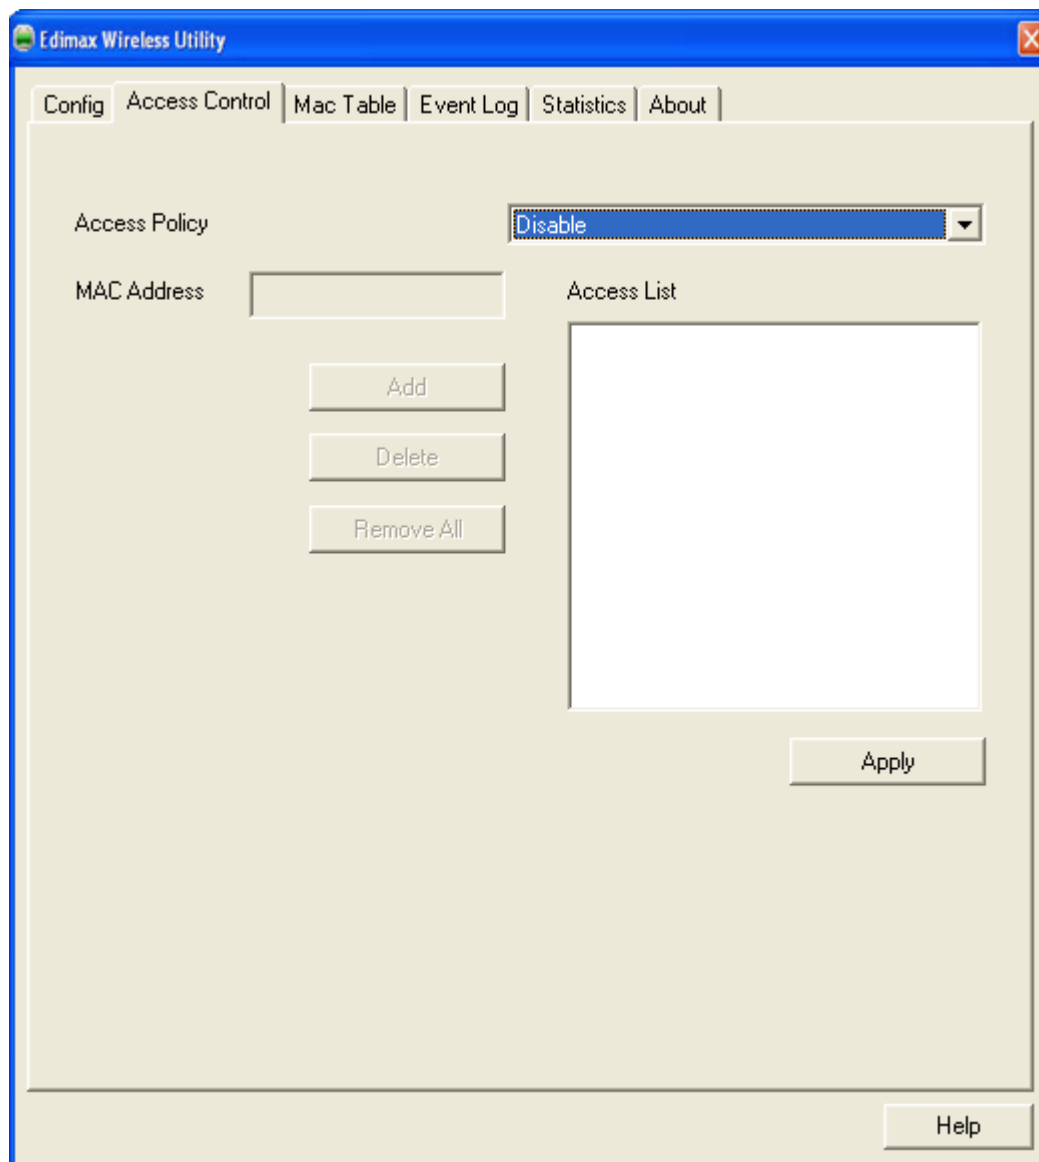 Edimax Wireless Utility
Config Access Control Mac Table Event Log Statistics About
Access Policy Disable
MAC Address Access List
Add
Delete
Remove All
Apply
Help